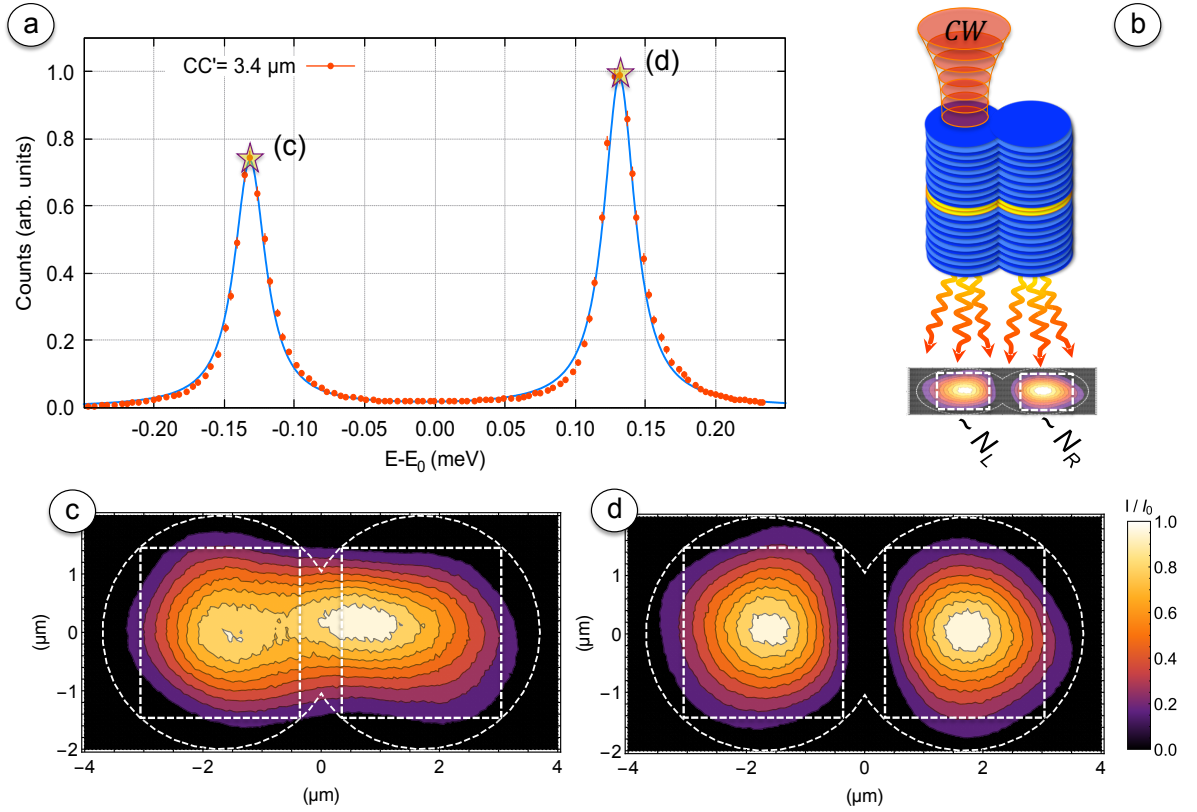 a
CC'= 3.4 µm
(c)
(d)
Counts (arb. units)
1.0
0.8
0.6
0.4
0.2
0.0
-0.20 -0.15 -0.10 -0.05 0.00 0.05 0.10 0.15 0.20
E-E0 (meV)
b
CW
~ NL
~ NR
c
(µm)
1
0
−1
−2
−4 −2 0 2 4
(µm)
d
(µm)
1
0
−1
−2
−4 −2 0 2 4
(µm)
I / I0
1.0
0.8
0.6
0.4
0.2
0.0